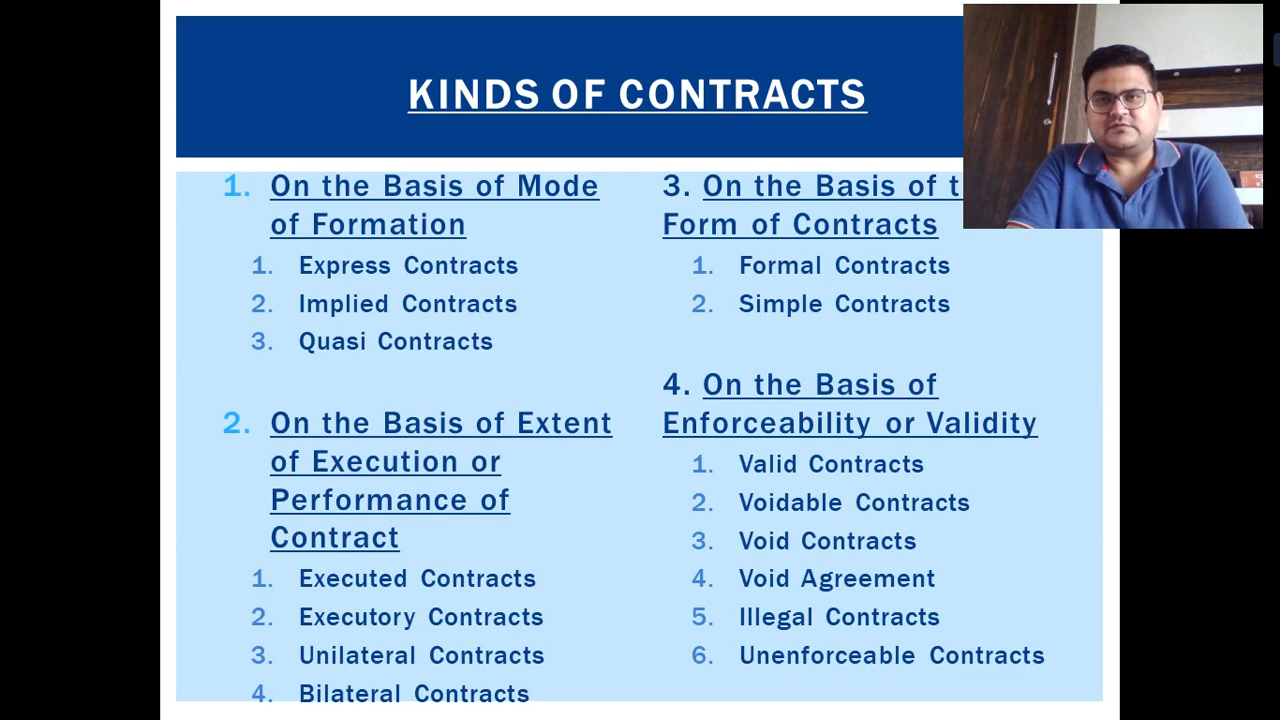 KINDS OF CONTRACTS
1. On the Basis of Mode
of Formation
1. Express Contracts
2. Implied Contracts
3. Quasi Contracts
2. On the Basis of Extent
of Execution or
Performance of
Contract
1. Executed Contracts
2. Executory Contracts
3. Unilateral Contracts
4. Bilateral Contracts
3. On the Basis of
Form of Contracts
1. Formal Contracts
2. Simple Contracts
4. On the Basis of
Enforceability or Validity
1. Valid Contracts
2. Voidable Contracts
3. Void Contracts
4. Void Agreement
5. Illegal Contracts
6. Unenforceable Contracts